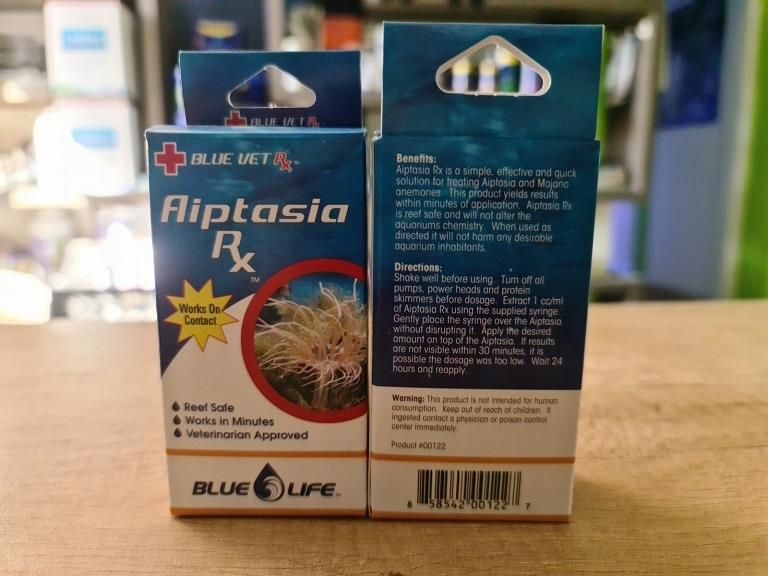 BLUE VET Rx
BLUE VET Rx™
Aiptasia
Rx™
Works On
Contact
Reef Safe
Works in Minutes
Veterinarian Approved
BLUE LIFE™
Benefits:
Aiptasia Rx is a simple, effective and quick
solution for treating Aiptasia and Majano
anemones. This product yields results
within minutes of application. Aiptasia Rx
is reef safe and will not alter the
aquariums chemistry. When used as
directed it will not harm any desirable
aquarium inhabitants.
Directions:
Shake well before using. Turn off all
pumps, power heads and protein
skimmers before dosage. Extract 1 cc/ml
of Aiptasia Rx using the supplied syringe.
Gently place the syringe over the Aiptasia
without disrupting it. Apply the desired
amount on top of the Aiptasia. If results
are not visible within 30 minutes, it is
possible the dosage was too low. Wait 24
hours and reapply.
Warning: This product is not intended for human
consumption. Keep out of reach of children. If
ingested contact a physician or poison control
center immediately.
Product #00122
8 58542 00122 7